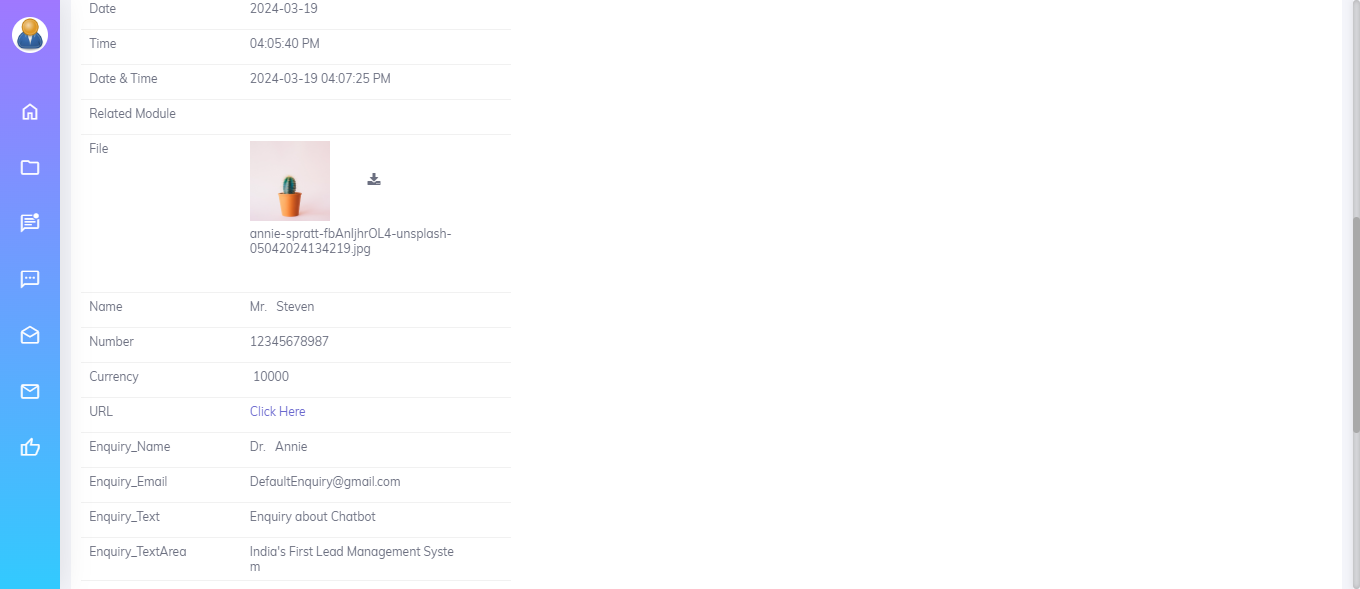 Date 2024-03-19
Time 04:05:40 PM
Date & Time 2024-03-19 04:07:25 PM
Related Module
File
annie-spratt-fbAnIjhrOL4-unsplash-
05042024134219.jpg
Name Mr. Steven
Number 12345678987
Currency 10000
URL Click Here
Enquiry_Name Dr. Annie
Enquiry_Email DefaultEnquiry@gmail.com
Enquiry_Text Enquiry about Chatbot
Enquiry_TextArea India's First Lead Management Syste
m